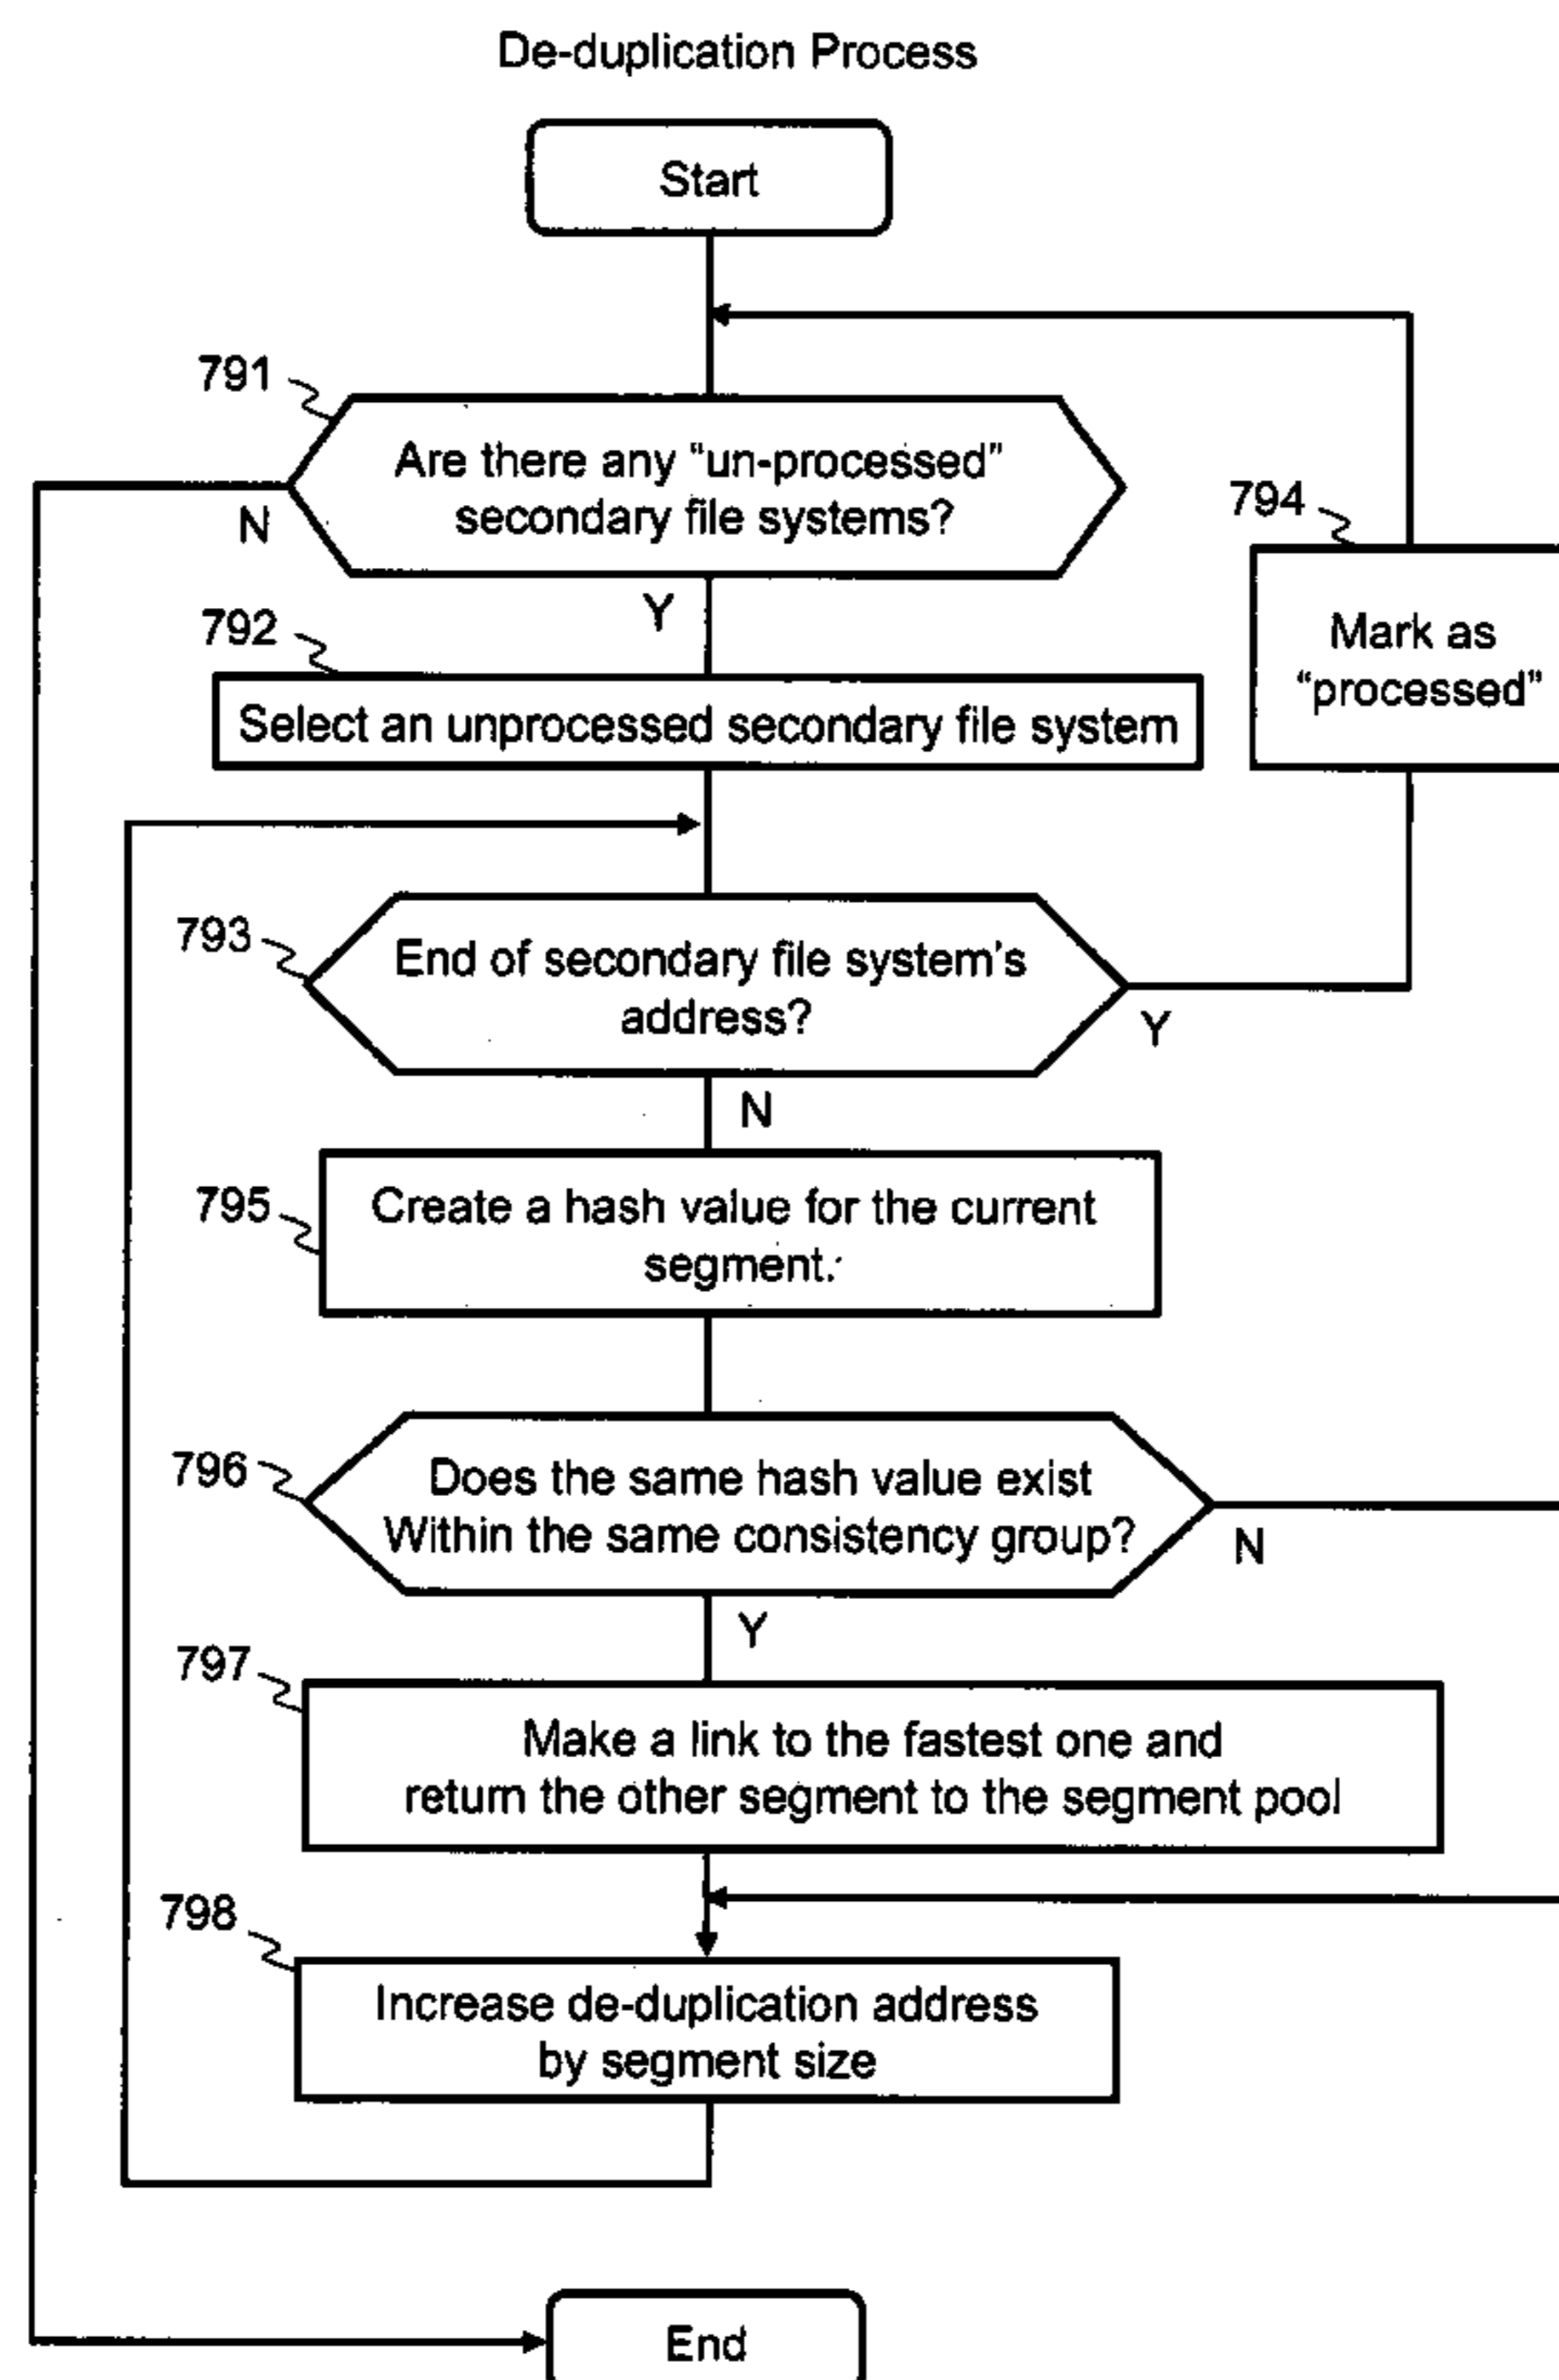 De-duplication Process
Start
791
Are there any “un-processed”
secondary file systems?
N
Y
794
Mark as
“processed”
792
Select an unprocessed secondary file system
793
End of secondary file system's
address?
Y
N
795
Create a hash value for the current
segment.
796
Does the same hash value exist
Within the same consistency group?
N
Y
797
Make a link to the fastest one and
return the other segment to the segment pool
798
Increase de-duplication address
by segment size
End